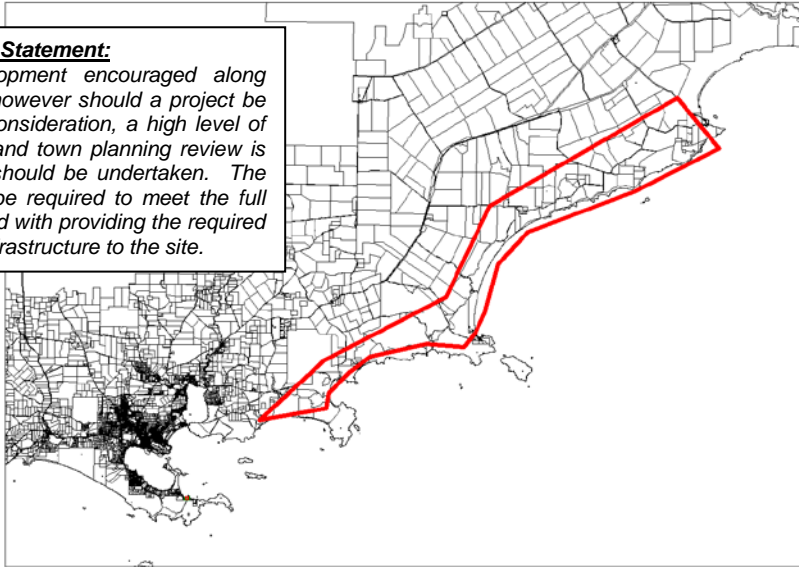 Statement:
opment encouraged along
however should a project be
onsideration, a high level of
and town planning review is
should be undertaken. The
be required to meet the full
d with providing the required
rastructure to the site.